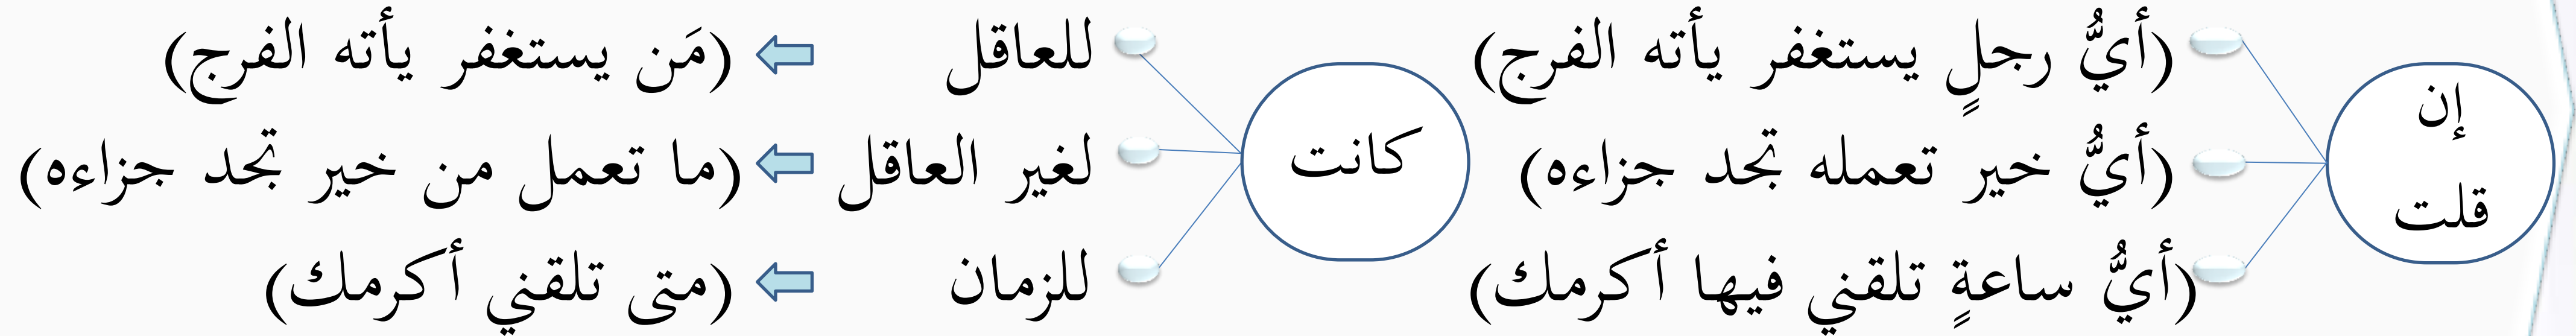 إن
قلت
(أيُّ رجلٍ يستغفر يأته الفرج)
(أيُّ خير تعمله تجد جزاءه)
(أيُّ ساعةٍ تلقني فيها أكرمك)
كانت
للعاقل (مَن يستغفر يأته الفرج)
لغير العاقل (ما تعمل من خير تجد جزاءه)
للزمان (متى تلقني أكرمك)